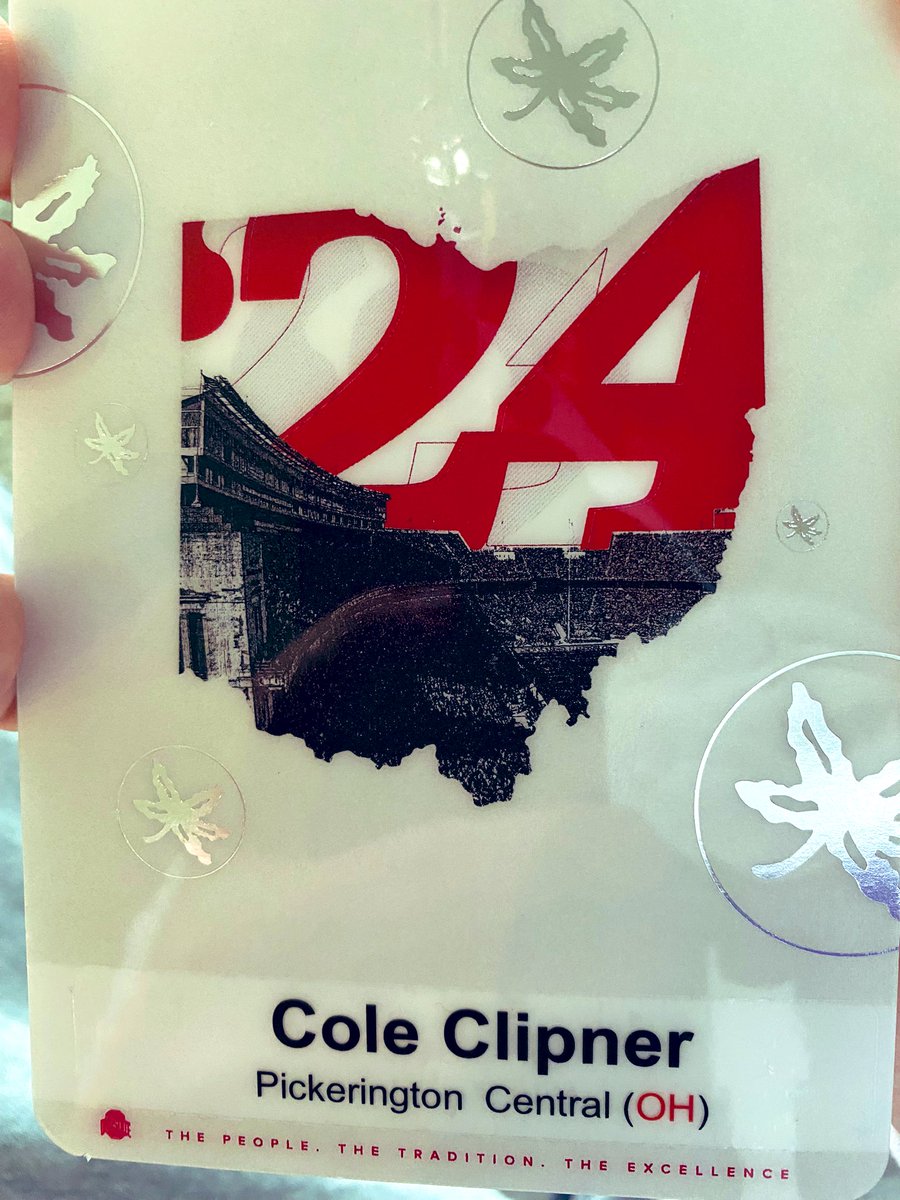 '24
Cole Clipner
Pickerington Central (OH)
THE PEOPLE. THE TRADITION. THE EXCELLENCE